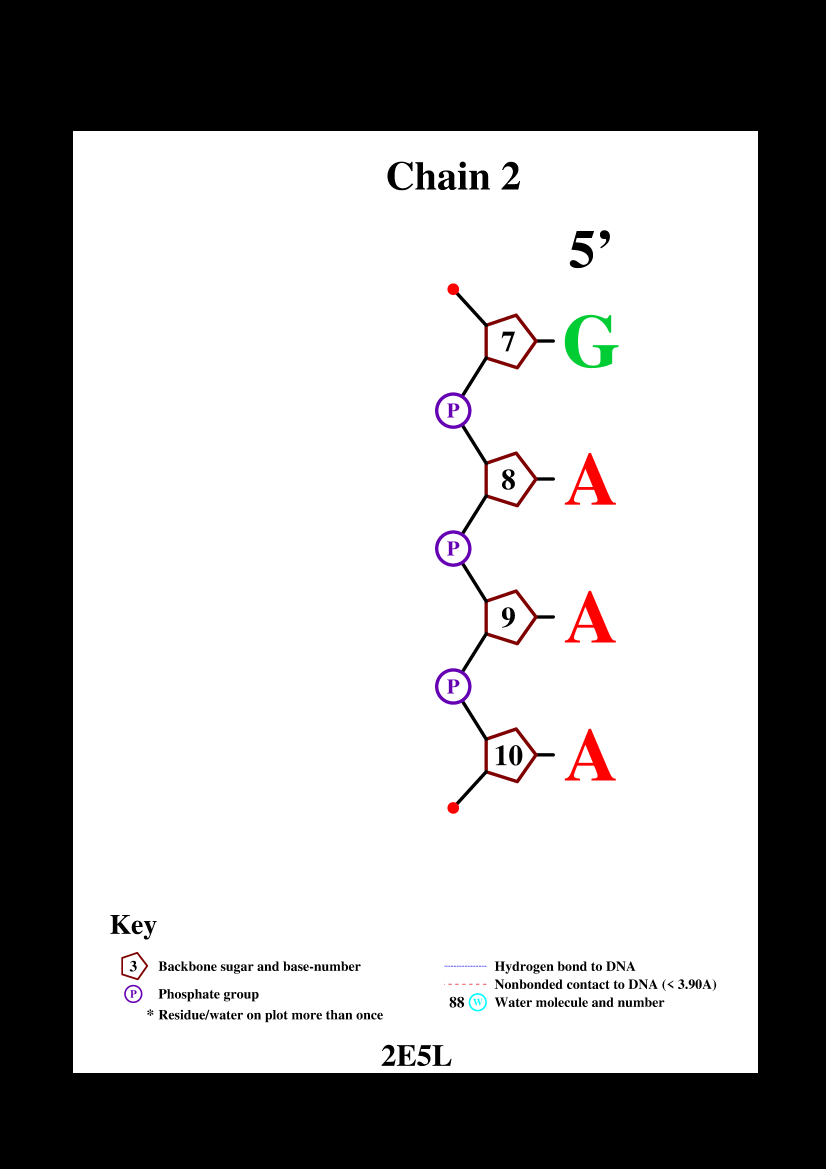 Chain 2
5’
7 G
P
8 A
P
9 A
P
10 A
Key
3 Backbone sugar and base-number
P Phosphate group
* Residue/water on plot more than once
Hydrogen bond to DNA
Nonbonded contact to DNA (< 3.90A)
88 W Water molecule and number
2E5L